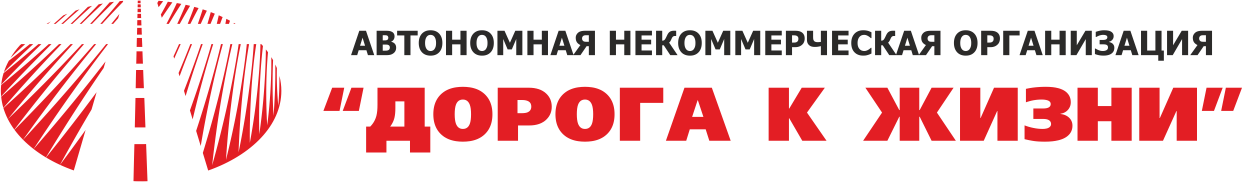 АВТОНОМНАЯ НЕКОММЕРЧЕСКАЯ ОРГАНИЗАЦИЯ
“ДОРОГА К ЖИЗНИ”